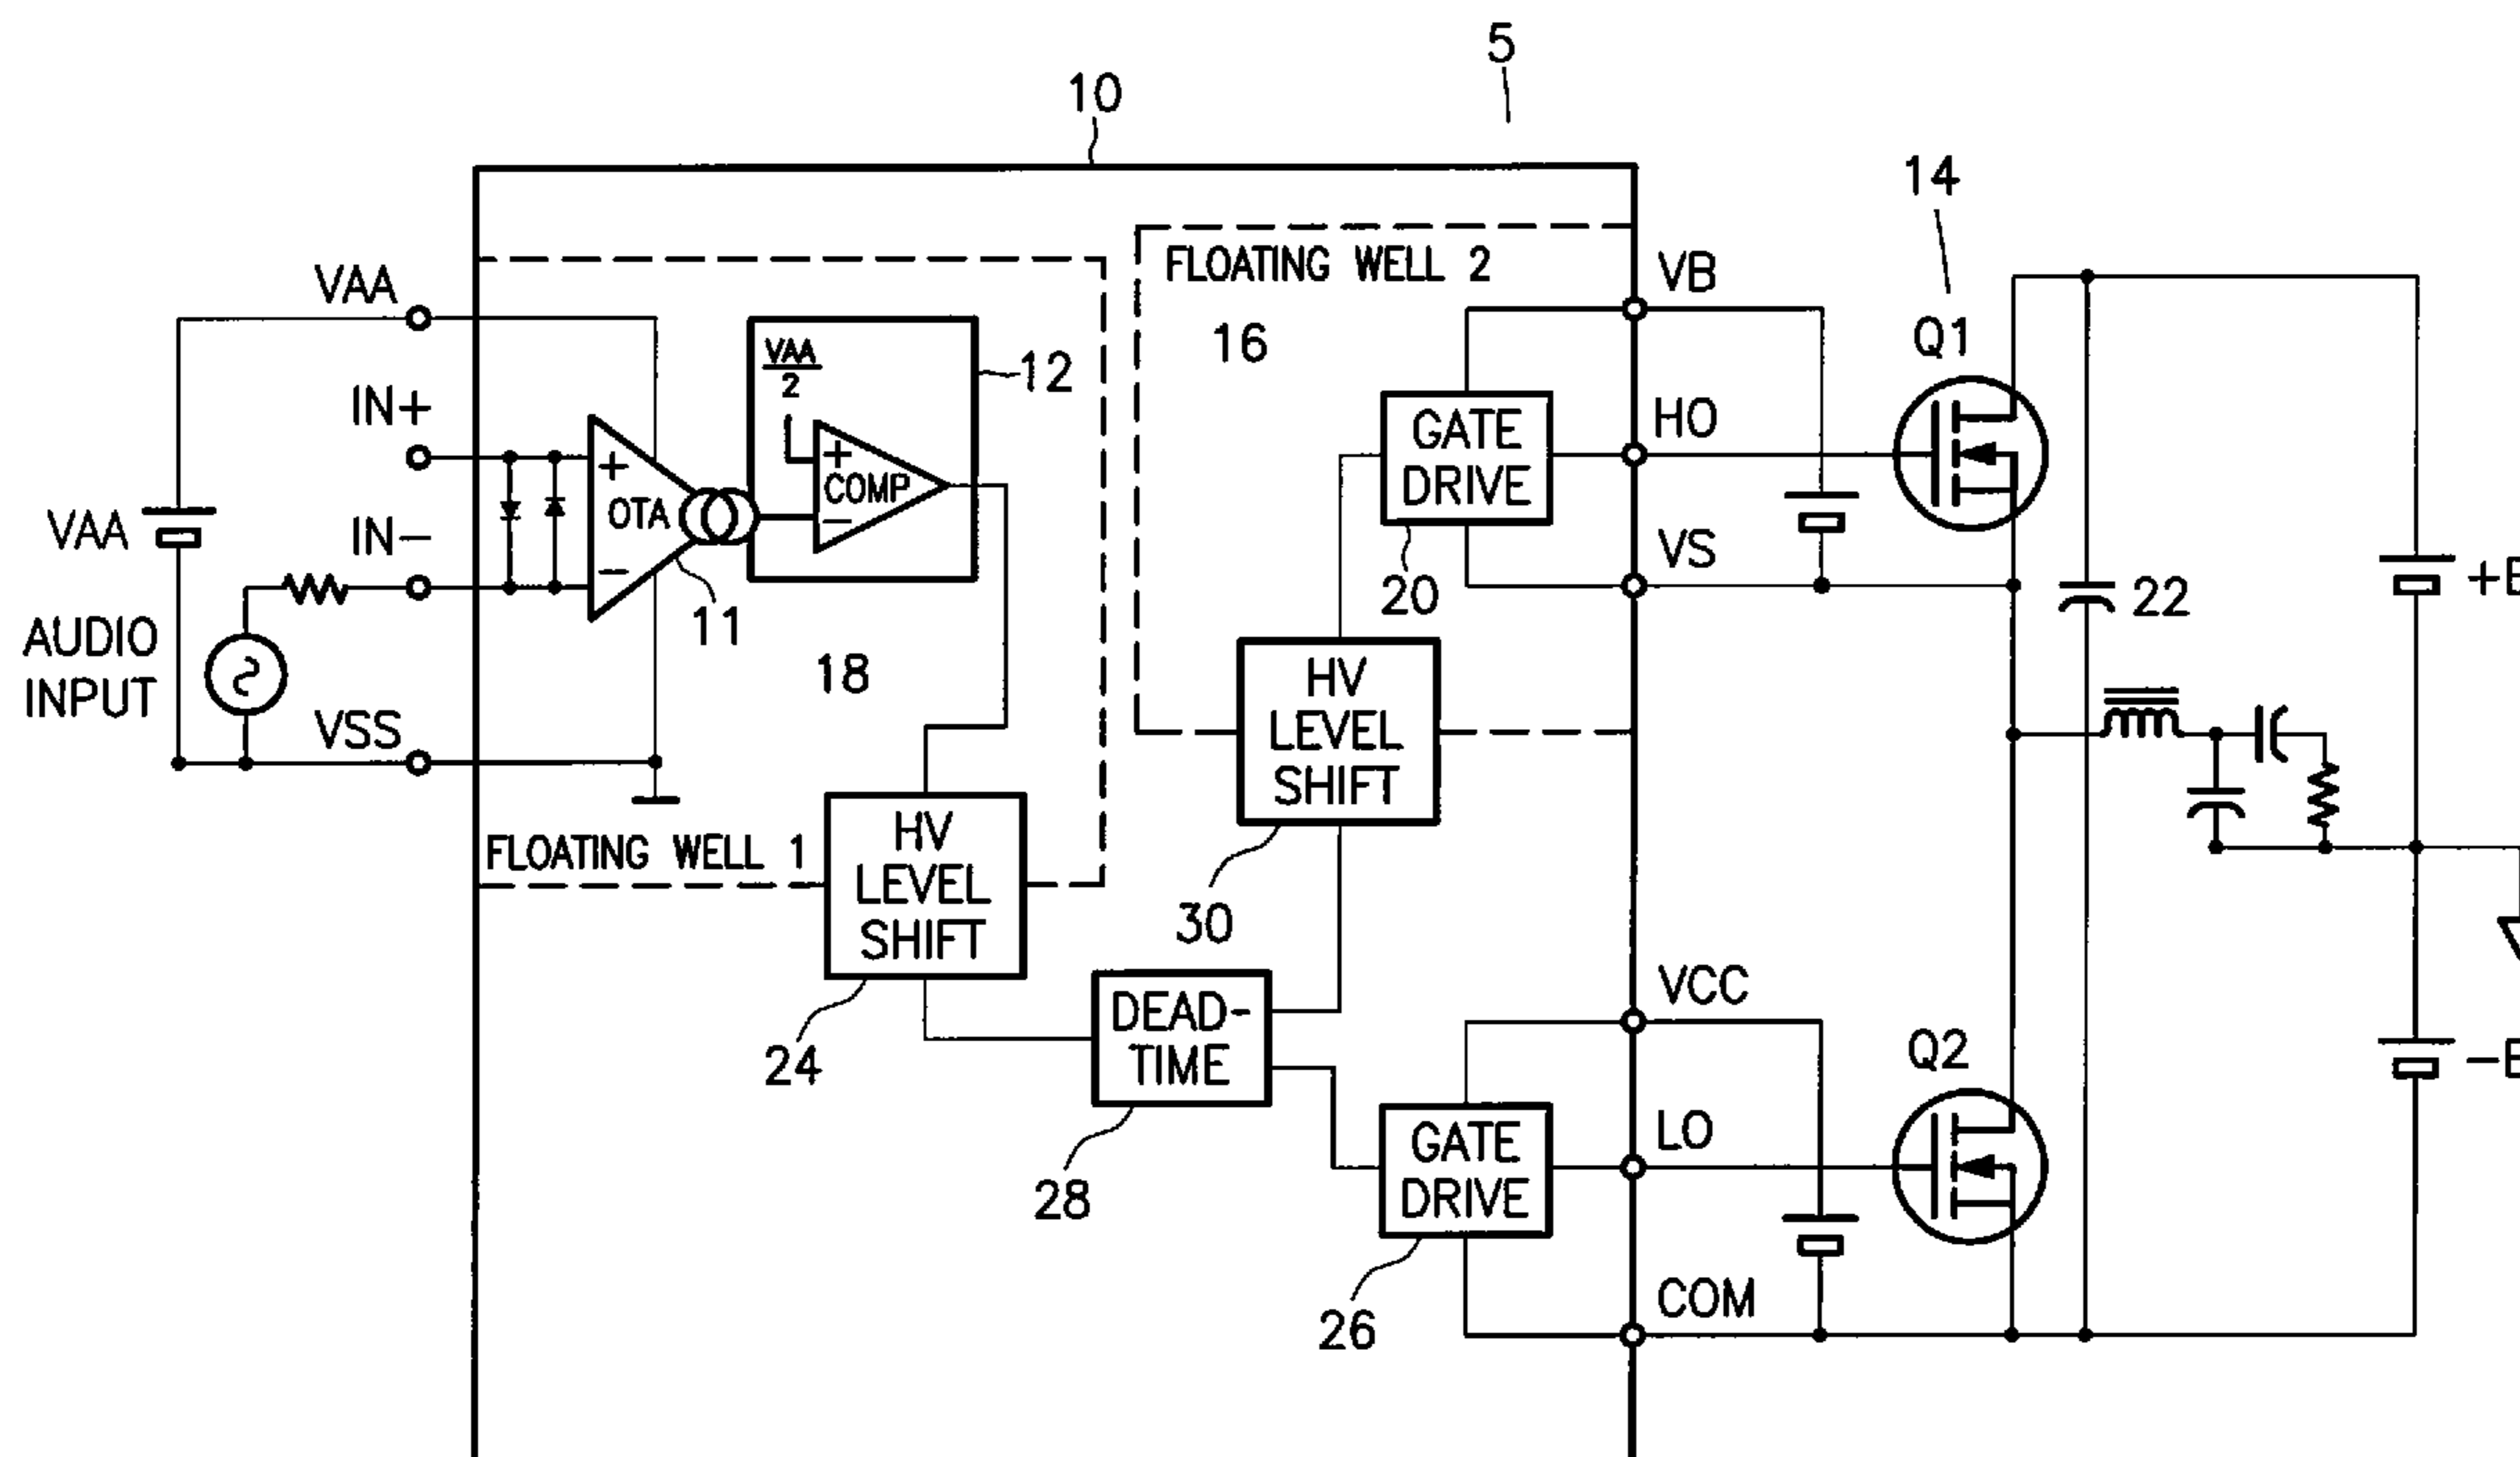 5
10
14
FLOATING WELL 2
VB
VAA
16
Q1
VAA
2
12
IN+
HO
GATE
DRIVE
+
COMP
−
+
OTA
−
VAA
IN−
VS
20
22
11
AUDIO
INPUT
18
HV
LEVEL
SHIFT
VSS
HV
LEVEL
SHIFT
FLOATING WELL 1
30
VCC
DEAD-
TIME
24
Q2
LO
GATE
DRIVE
28
COM
26